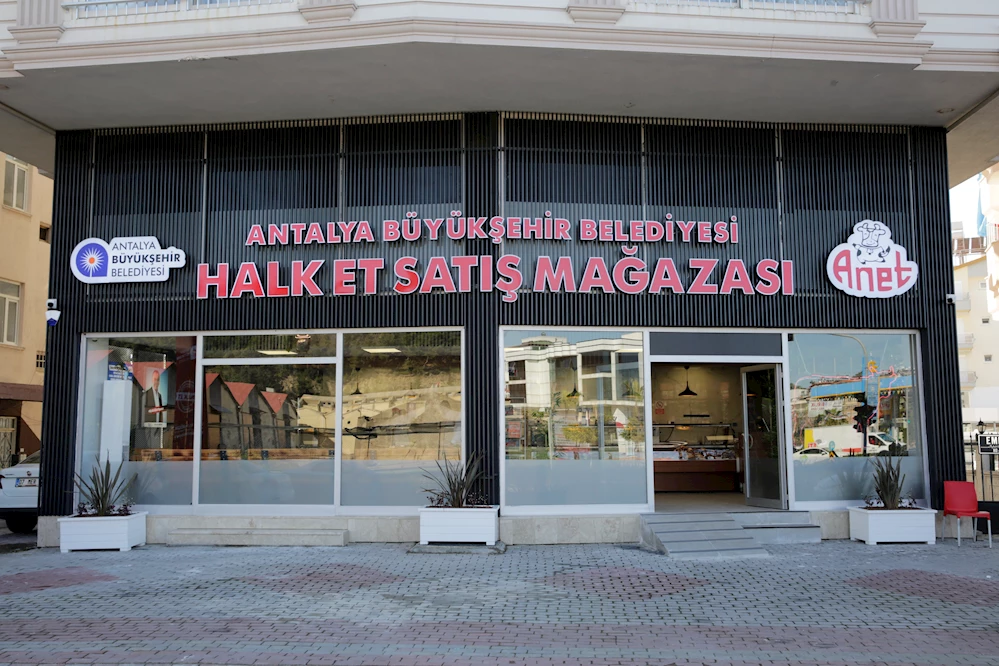 ANTALYA BÜYÜKŞEHİR BELEDİYESİ
HALK ET SATIŞ MAĞAZASI
ANTALYA
BÜYÜKŞEHİR
BELEDİYESİ
Anet